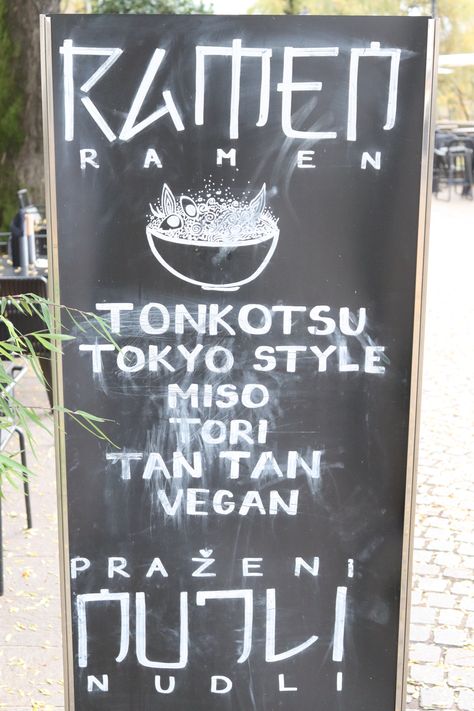 RAMEN
RAMEN
TONKOTSU
TOKYO STYLE
MISO
TORI
TAN TAN
VEGAN
PRAŽENi
NUDLI
NUDLI